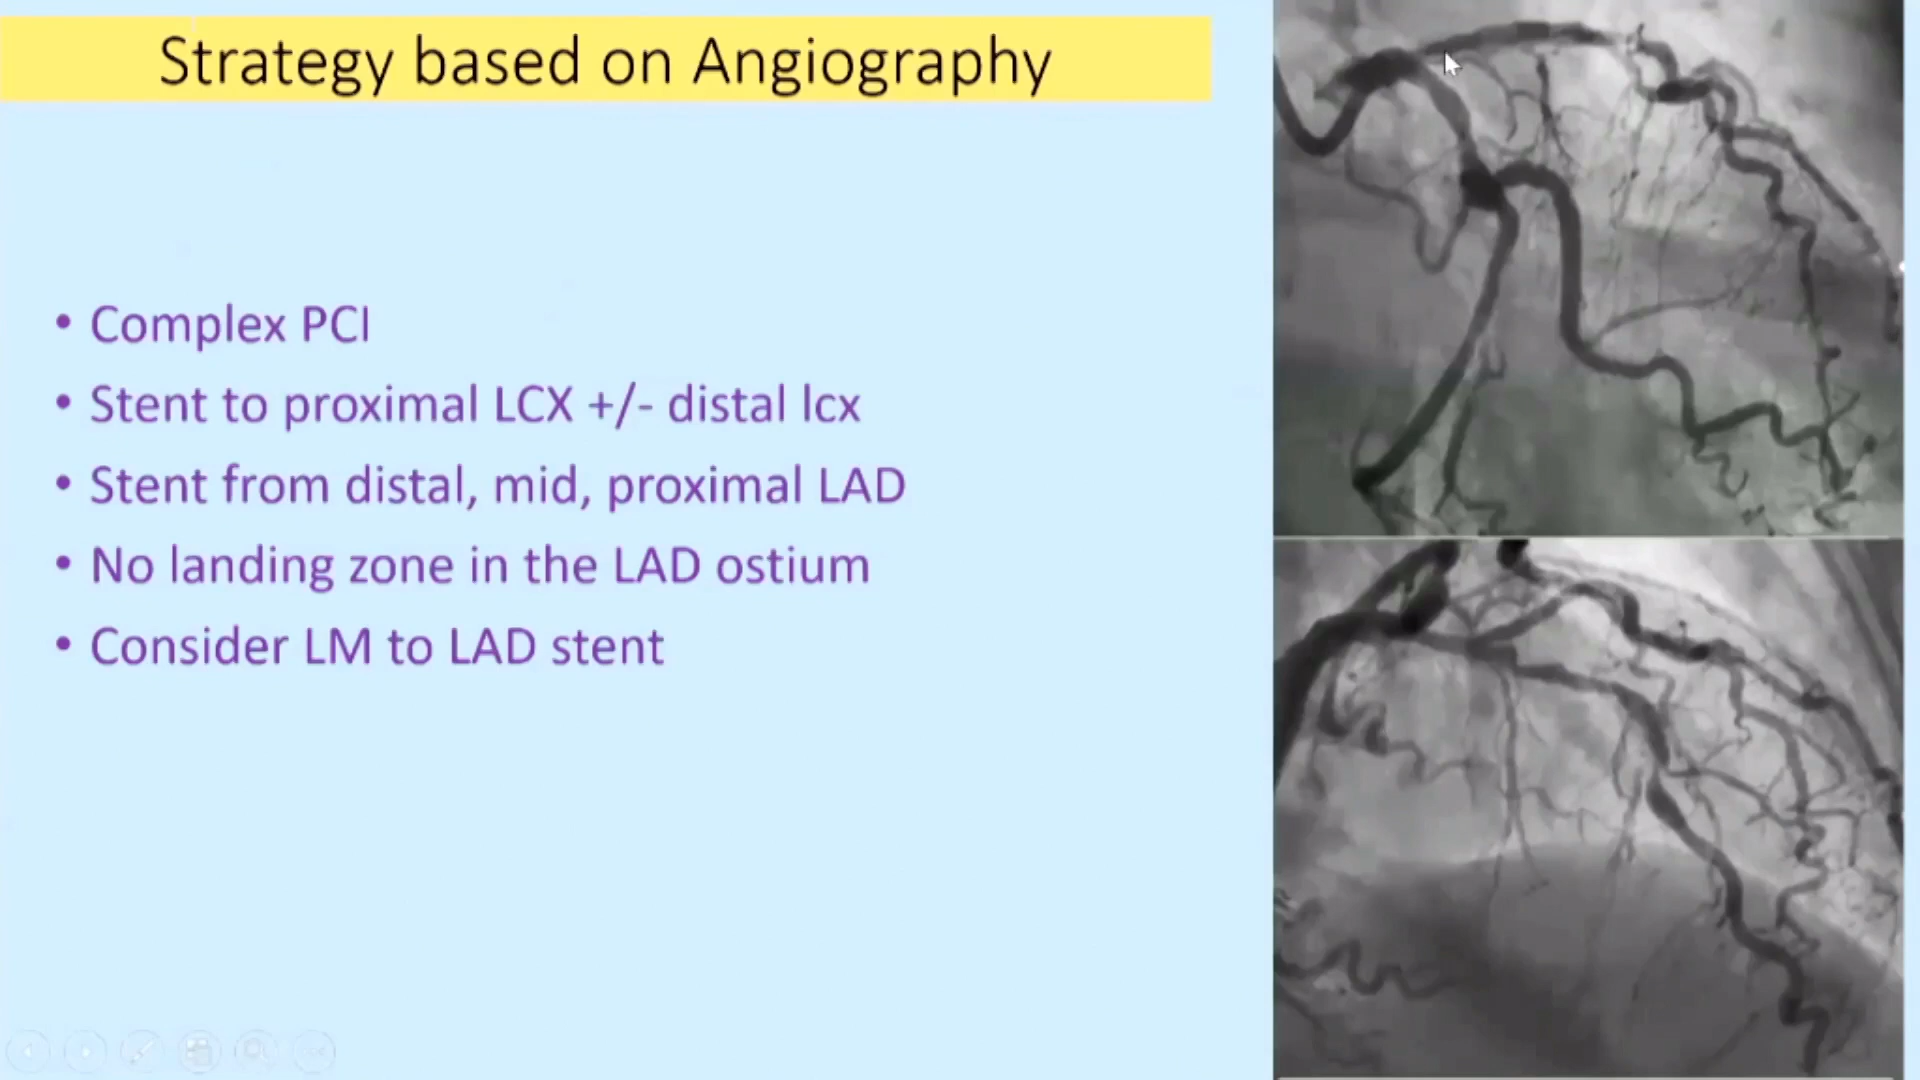 Strategy based on Angiography
• Complex PCI
• Stent to proximal LCX +/- distal lcx
• Stent from distal, mid, proximal LAD
• No landing zone in the LAD ostium
• Consider LM to LAD stent